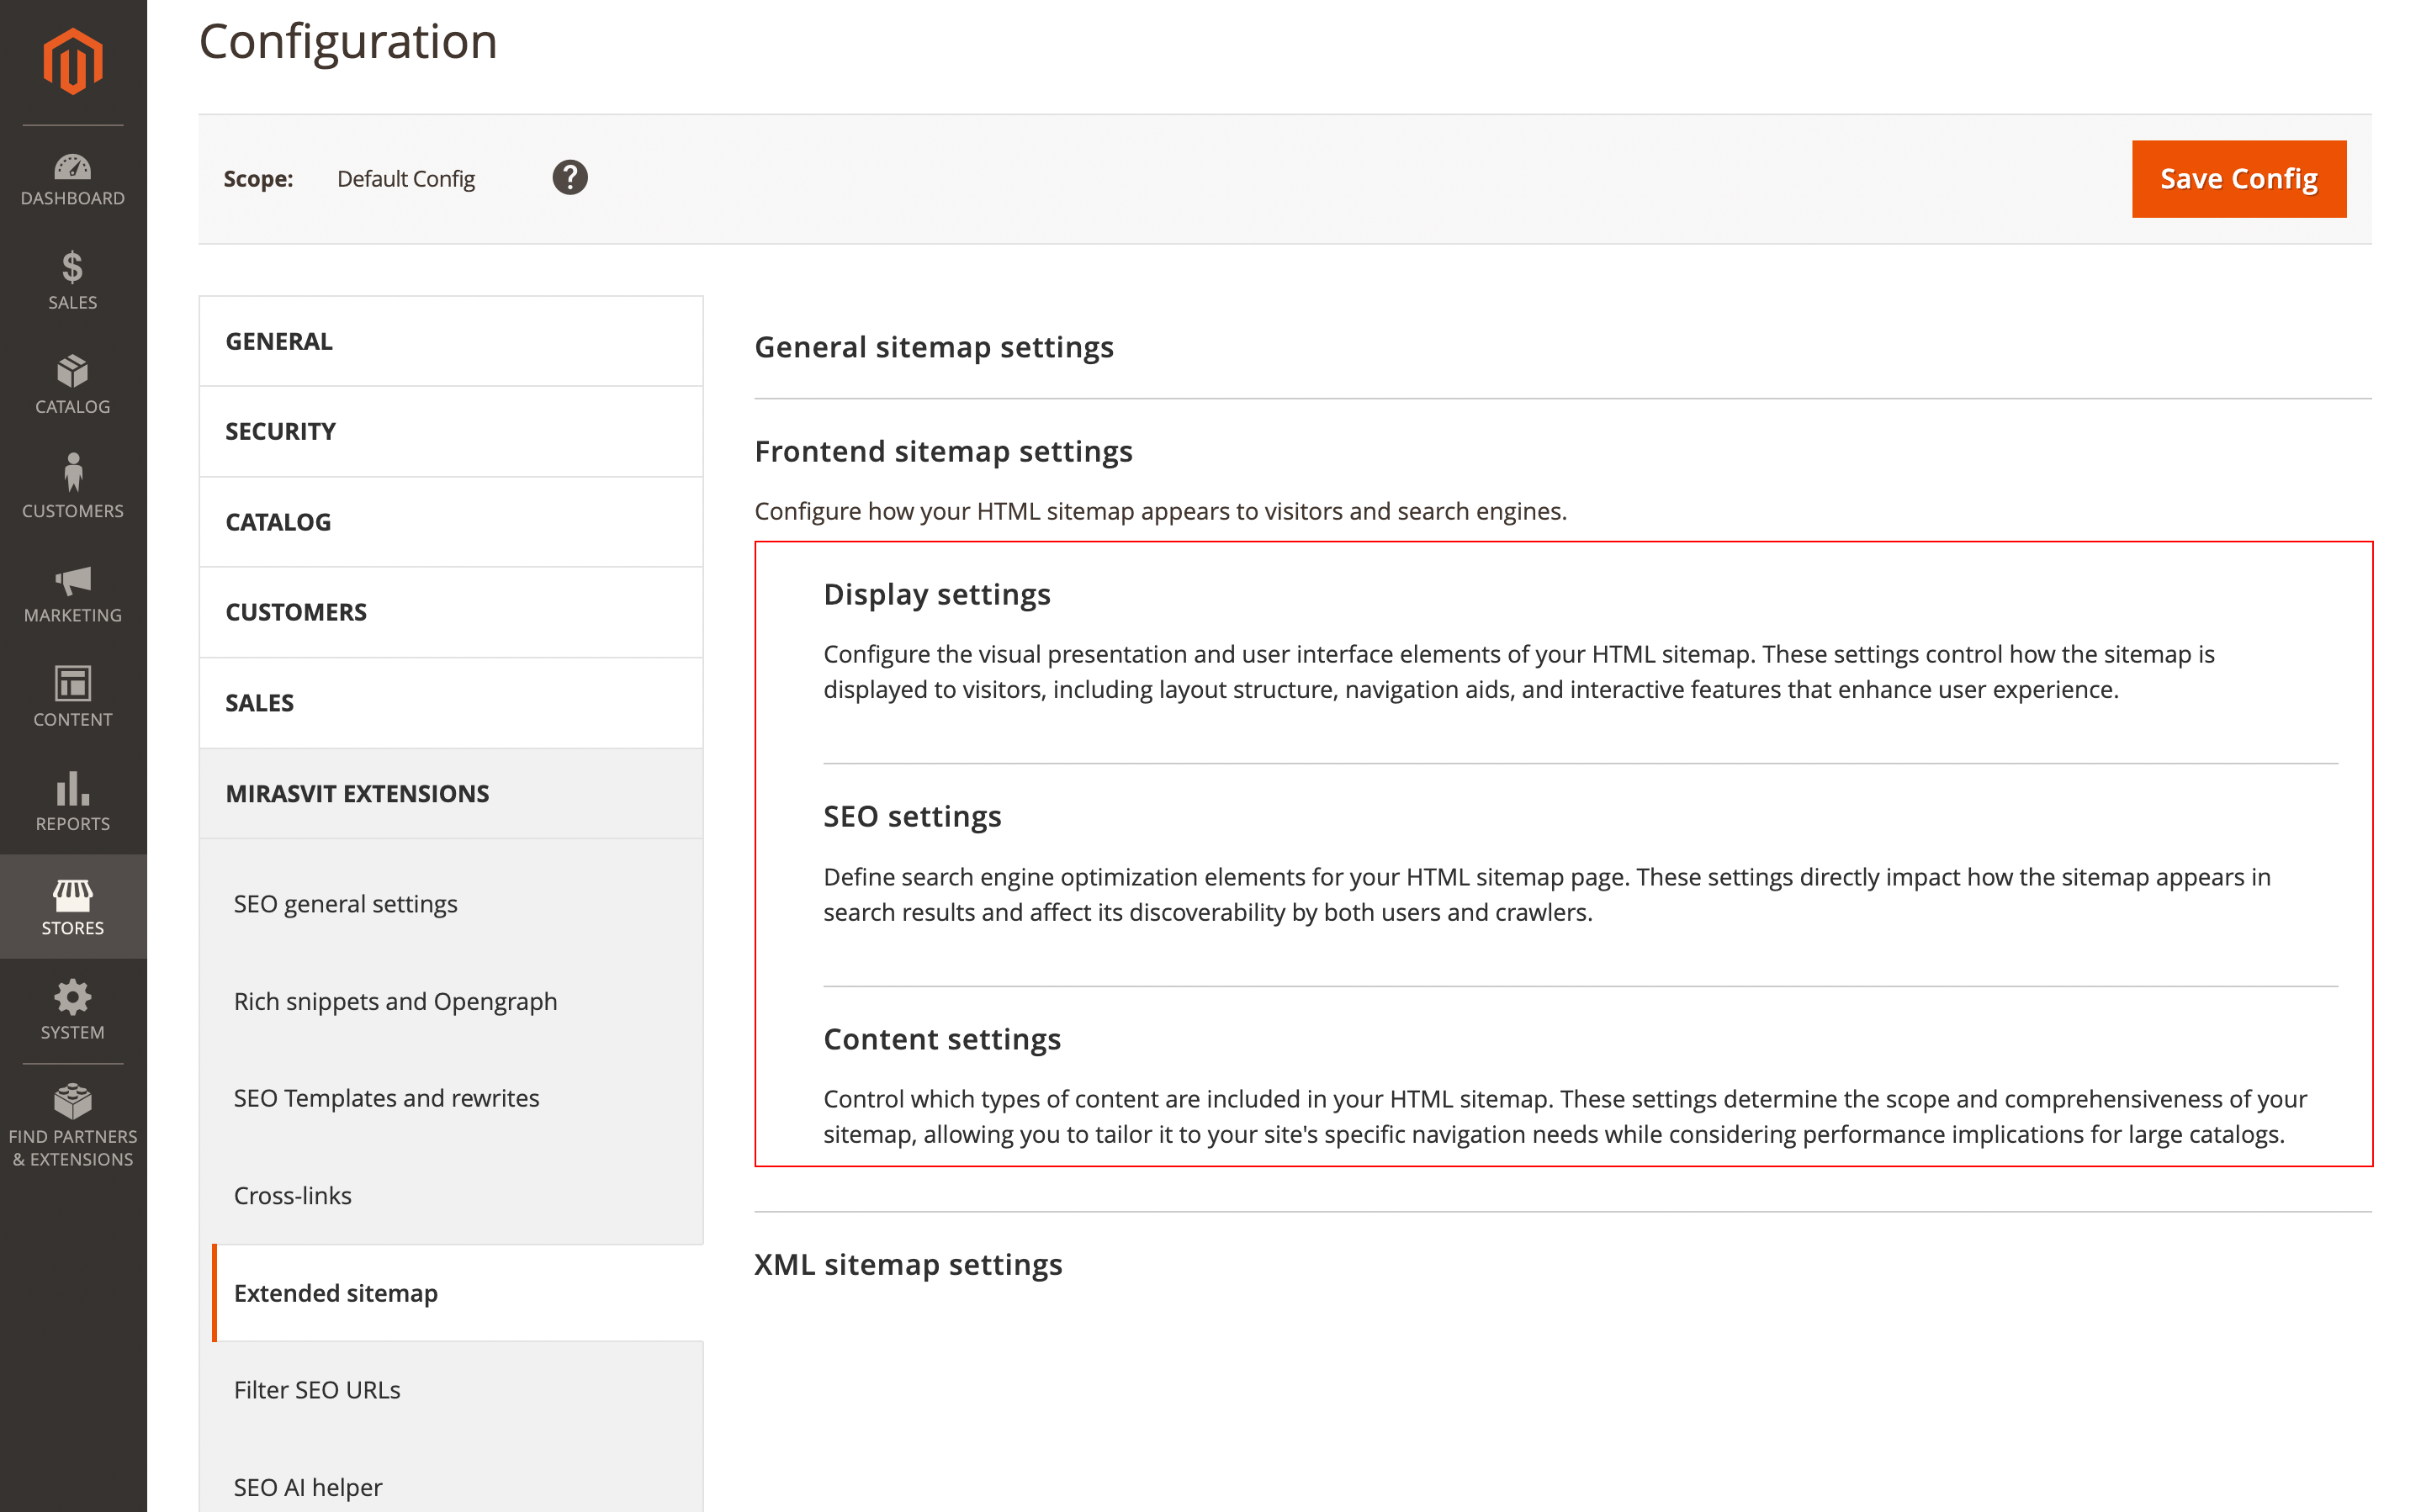 Configuration
Scope:
Default Config
?
Save Config
DASHBOARD
$
SALES
CATALOG
CUSTOMERS
MARKETING
CONTENT
REPORTS
STORES
SYSTEM
FIND PARTNERS
& EXTENSIONS
GENERAL
SECURITY
CATALOG
CUSTOMERS
SALES
MIRASVIT EXTENSIONS
SEO general settings
Rich snippets and Opengraph
SEO Templates and rewrites
Cross-links
Extended sitemap
Filter SEO URLs
SEO AI helper
General sitemap settings
Frontend sitemap settings
Configure how your HTML sitemap appears to visitors and search engines.
Display settings
Configure the visual presentation and user interface elements of your HTML sitemap. These settings control how the sitemap is
displayed to visitors, including layout structure, navigation aids, and interactive features that enhance user experience.
SEO settings
Define search engine optimization elements for your HTML sitemap page. These settings directly impact how the sitemap appears in
search results and affect its discoverability by both users and crawlers.
Content settings
Control which types of content are included in your HTML sitemap. These settings determine the scope and comprehensiveness of your
sitemap, allowing you to tailor it to your site's specific navigation needs while considering performance implications for large catalogs.
XML sitemap settings